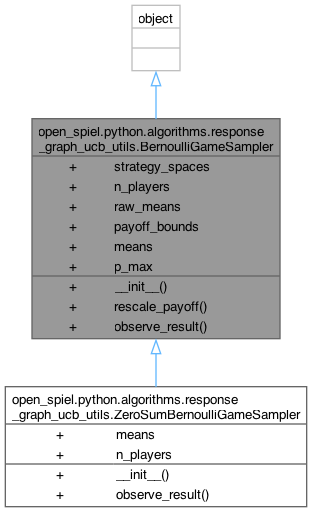 object
open_spiel.python.algorithms.response
_graph_ucb_utils.BernoulliGameSampler
+ strategy_spaces
+ n_players
+ raw_means
+ payoff_bounds
+ means
+ p_max
+ __init__()
+ rescale_payoff()
+ observe_result()
open_spiel.python.algorithms.response
_graph_ucb_utils.ZeroSumBernoulliGameSampler
+ means
+ n_players
+ __init__()
+ observe_result()